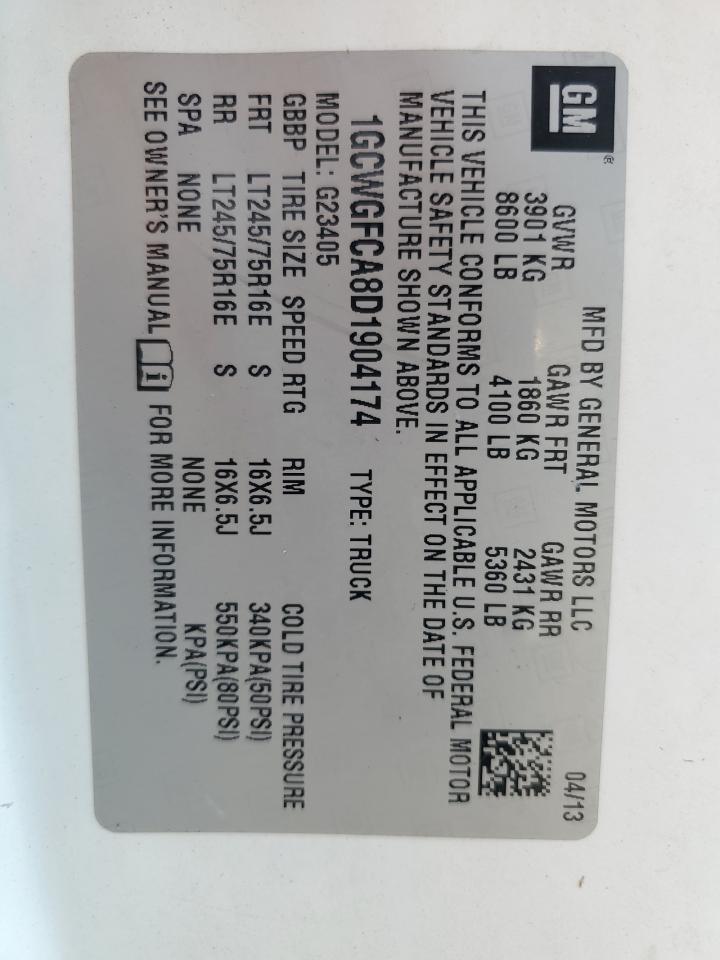 GM®
MFD BY GENERAL MOTORS LLC 04/13
GVWR GAWR FRT GAWR RR
3901 KG 1860 KG 2431 KG
8600 LB 4100 LB 5360 LB
THIS VEHICLE CONFORMS TO ALL APPLICABLE U.S. FEDERAL MOTOR
VEHICLE SAFETY STANDARDS IN EFFECT ON THE DATE OF
MANUFACTURE SHOWN ABOVE.
1GCWGFCA8D1904174 TYPE: TRUCK
MODEL: G23405
GBBP TIRE SIZE SPEED RTG RIM COLD TIRE PRESSURE
FRT LT245/75R16E S 16X6.5J 340KPA(50PSI)
RR LT245/75R16E S 16X6.5J 550KPA(80PSI)
SPA NONE NONE KPA(PSI)
SEE OWNER'S MANUAL i FOR MORE INFORMATION.